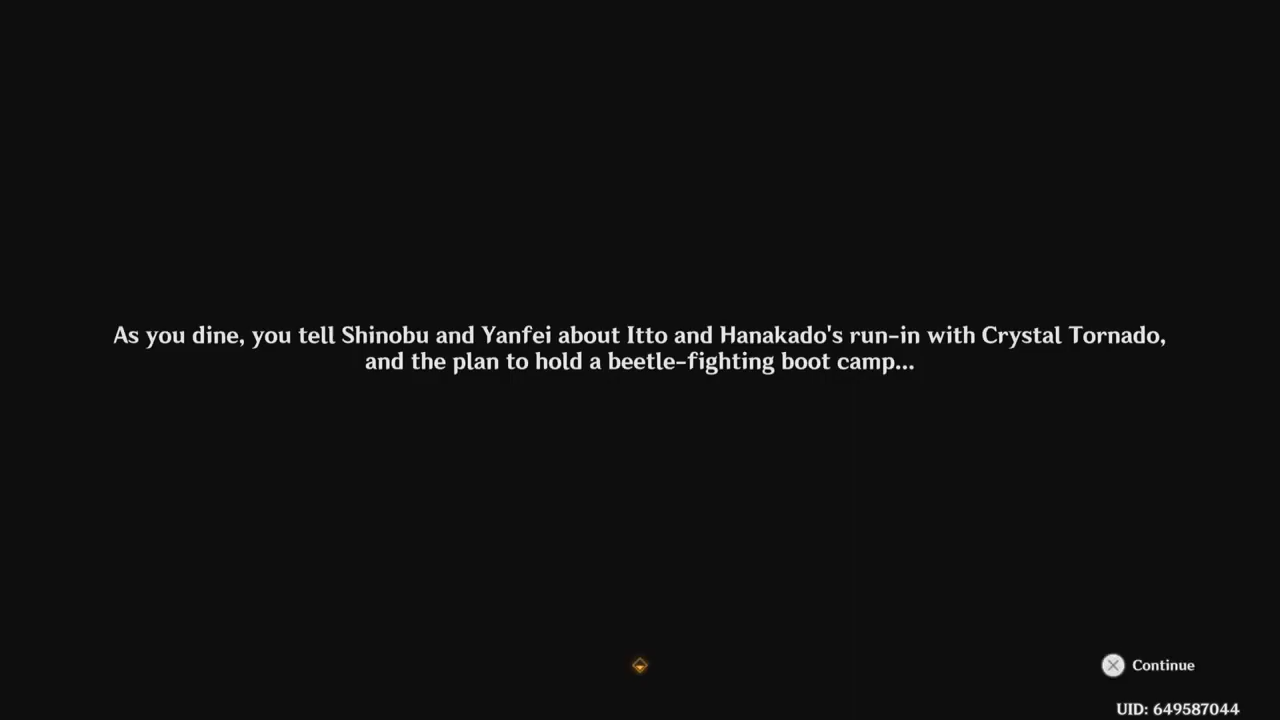 As you dine, you tell Shinobu and Yanfei about Itto and Hanakado's run-in with Crystal Tornado,
and the plan to hold a beetle-fighting boot camp...
Continue
UID: 649587044